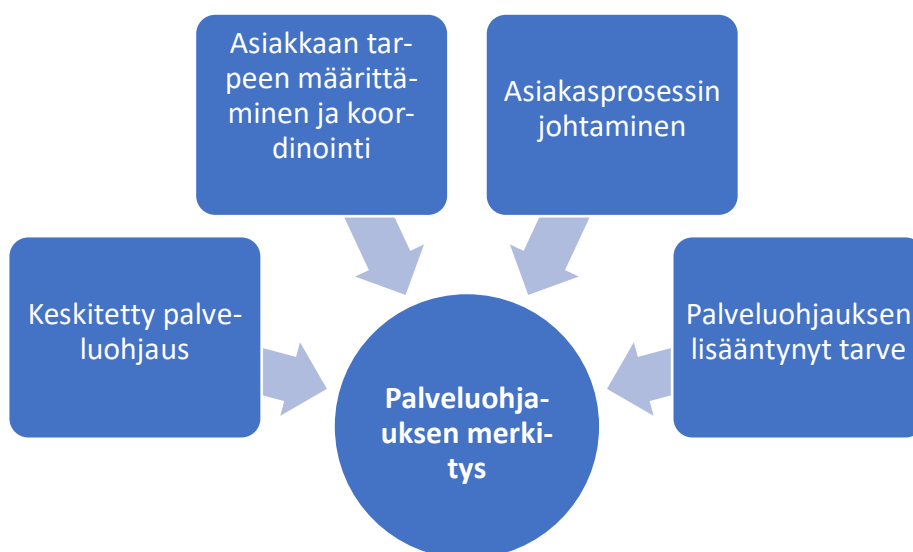 Asiakkaan tar-
peen määrittä-
minen ja koor-
dinointi
Asiakasprosessin
johtaminen
Keskitetty palve-
luohjaus
Palveluohjauksen
lisääntynyt tarve
Palveluohja-
uksen merki-
tys